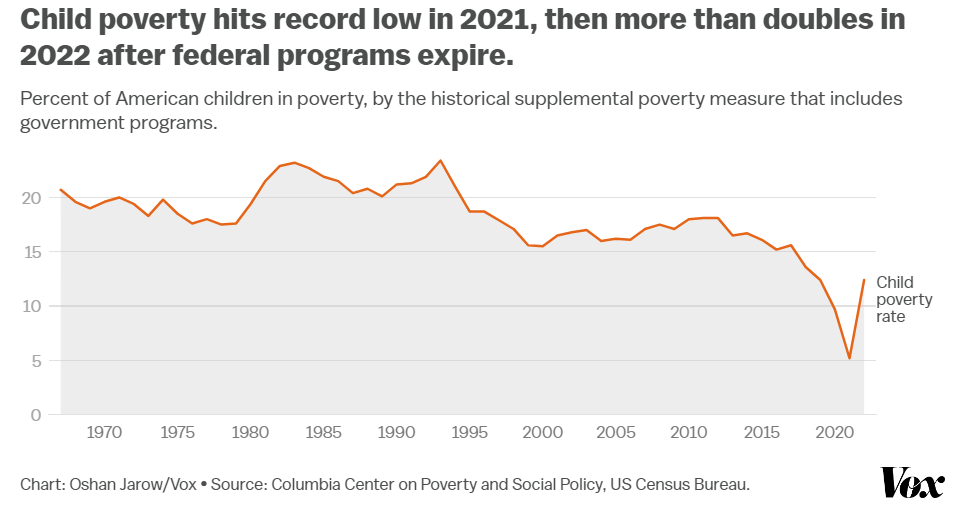 Child poverty hits record low in 2021, then more than doubles in
2022 after federal programs expire.
Percent of American children in poverty, by the historical supplemental poverty measure that includes
government programs.
20
15
10
5
0
Child
poverty
rate
1970 1975 1980 1985 1990 1995 2000 2005 2010 2015 2020
Chart: Oshan Jarow/Vox • Source: Columbia Center on Poverty and Social Policy, US Census Bureau.
Vox